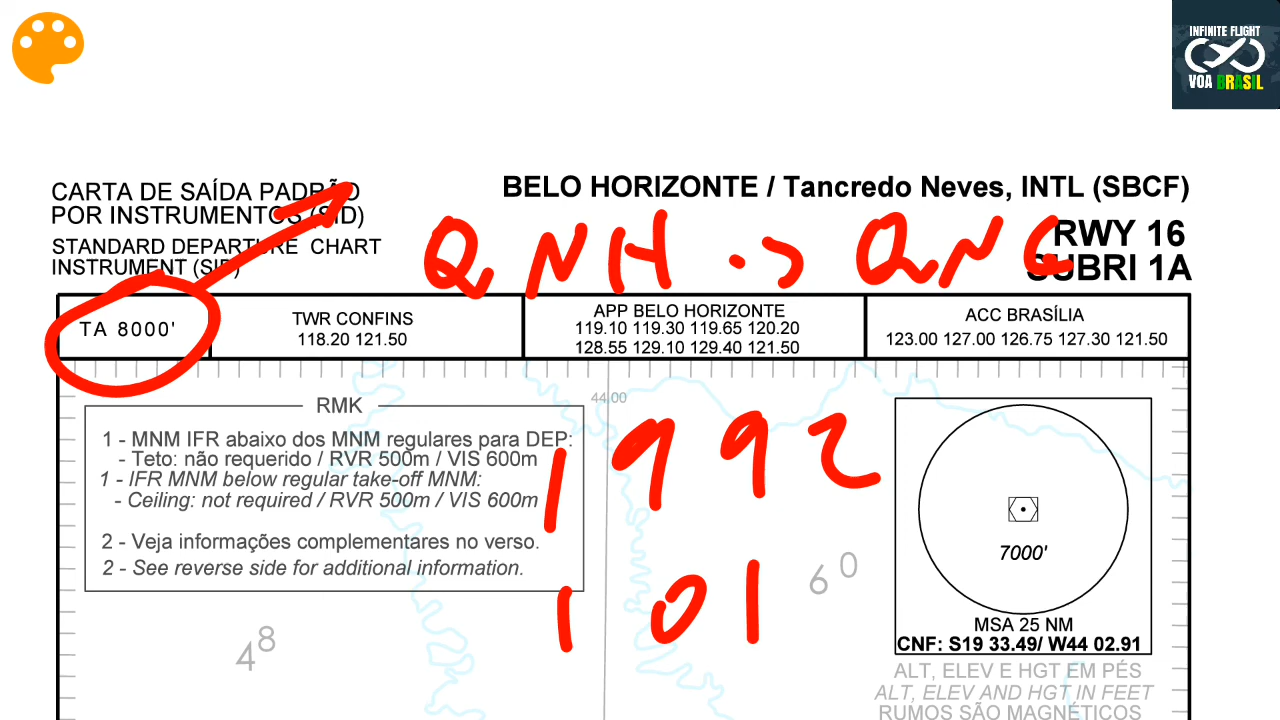 INFINITE FLIGHT
VOA BRASIL
CARTA DE SAÍDA PADRÃO
POR INSTRUMENTOS (SID)
STANDARD DEPARTURE CHART
INSTRUMENT (SID)
BELO HORIZONTE / Tancredo Neves, INTL (SBCF)
RWY 16
SUBRI 1A
QNH -> QNE
TA 8000'
TWR CONFINS
118.20 121.50
APP BELO HORIZONTE
119.10 119.30 119.65 120.20
128.55 129.10 129.40 121.50
ACC BRASÍLIA
123.00 127.00 126.75 127.30 121.50
44.00
RMK
1 - MNM IFR abaixo dos MNM regulares para DEP:
- Teto: não requerido / RVR 500m / VIS 600m
1 - IFR MNM below regular take-off MNM:
- Ceiling: not required / RVR 500m / VIS 600m
2 - Veja informações complementares no verso.
2 - See reverse side for additional information.
1992
101
60
48
7000'
MSA 25 NM
CNF: S19 33.49/ W44 02.91
ALT, ELEV E HGT EM PÉS
ALT, ELEV AND HGT IN FEET
RUMOS SÃO MAGNÉTICOS